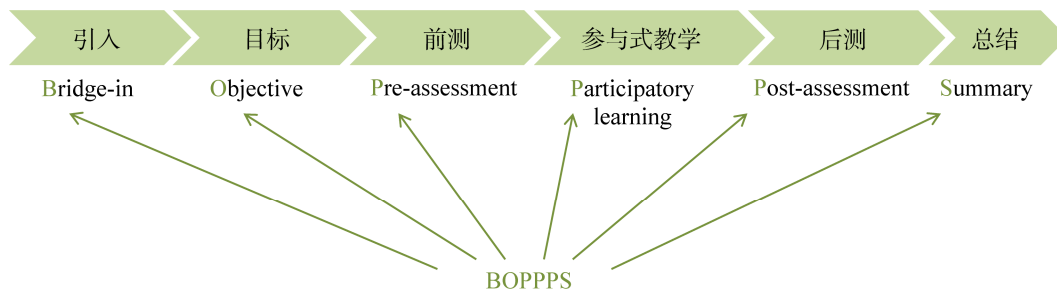 引入 目标 前测 参与式教学 后测 总结
Bridge-in Objective Pre-assessment Participatory Post-assessment Summary
learning
BOPPPS